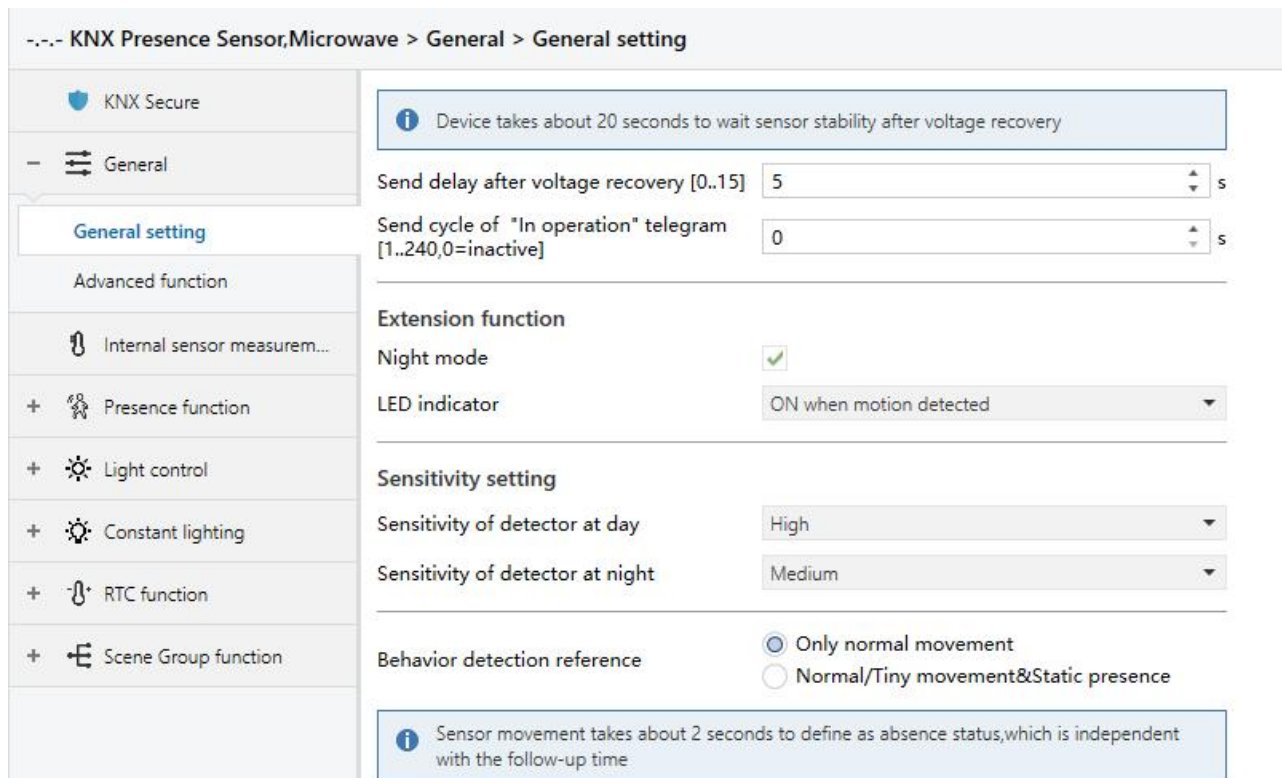 -.-.- KNX Presence Sensor,Microwave > General > General setting
KNX Secure
General
General setting
Advanced function
Internal sensor measurem...
Presence function
Light control
Constant lighting
RTC function
Scene Group function
Device takes about 20 seconds to wait sensor stability after voltage recovery
Send delay after voltage recovery [0..15]
5
s
Send cycle of "In operation" telegram
[1..240,0=inactive]
0
s
Extension function
Night mode
LED indicator
ON when motion detected
Sensitivity setting
Sensitivity of detector at day
High
Sensitivity of detector at night
Medium
Behavior detection reference
Only normal movement
Normal/Tiny movement&Static presence
Sensor movement takes about 2 seconds to define as absence status,which is independent
with the follow-up time